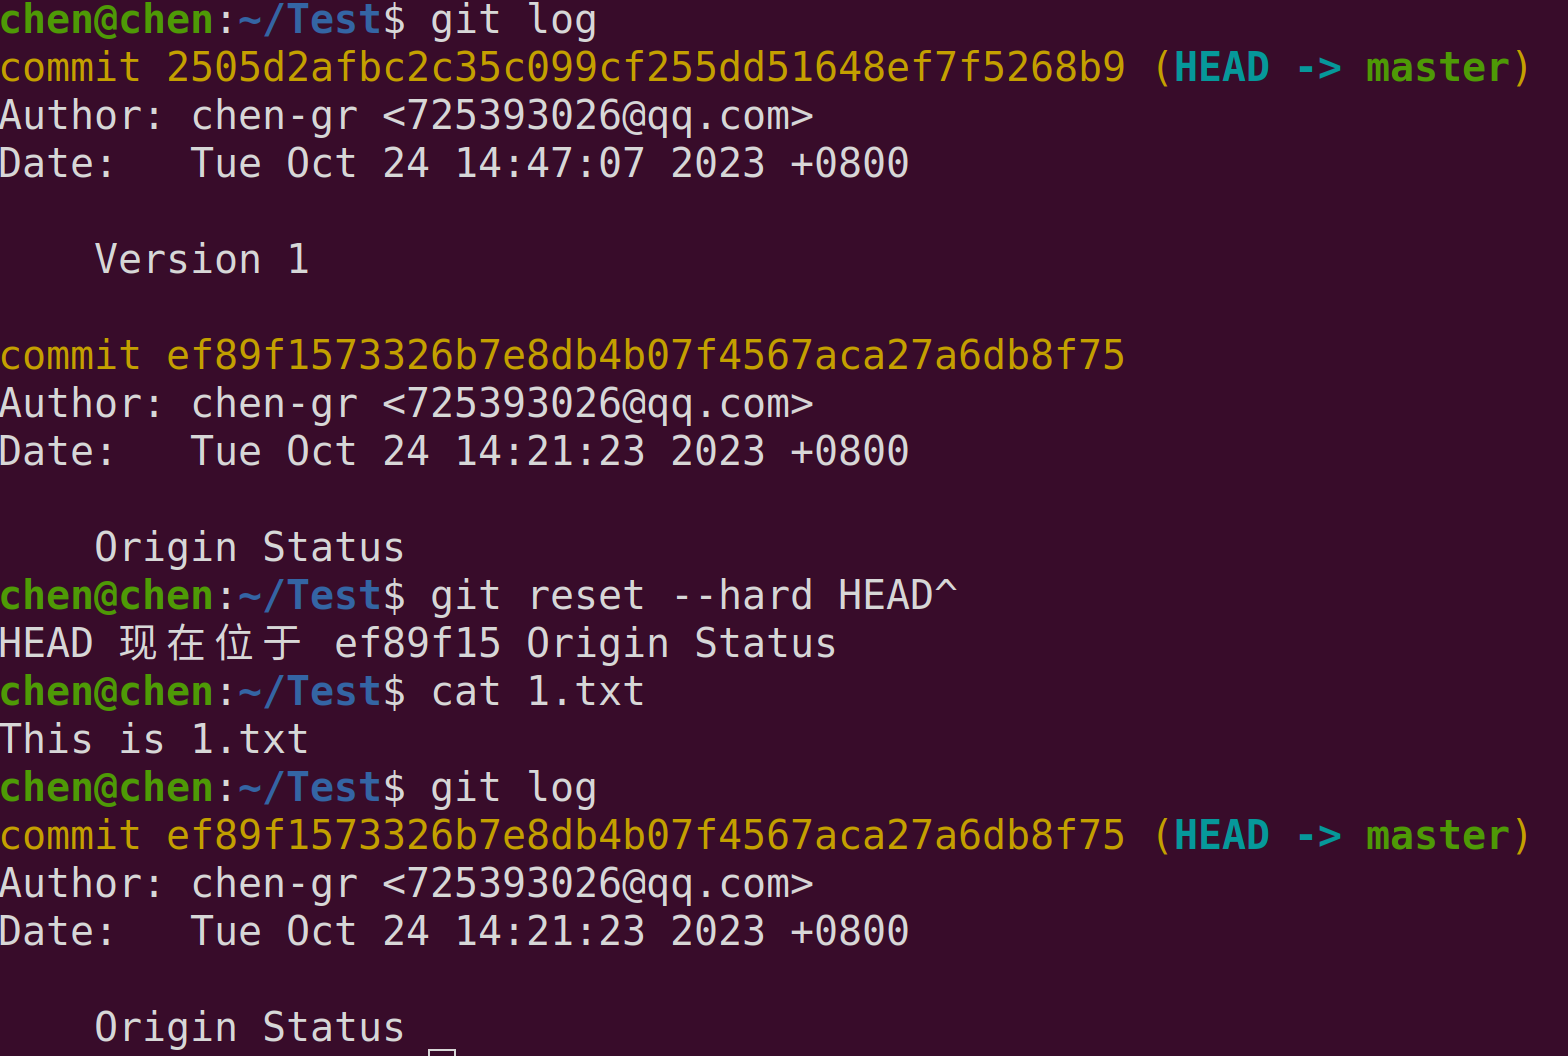 chen@chen:~/Test$ git log
commit 2505d2afbc2c35c099cf255dd51648ef7f5268b9 (HEAD -> master)
Author: chen-gr <725393026@qq.com>
Date:   Tue Oct 24 14:47:07 2023 +0800
    Version 1
commit ef89f1573326b7e8db4b07f4567aca27a6db8f75
Author: chen-gr <725393026@qq.com>
Date:   Tue Oct 24 14:21:23 2023 +0800
    Origin Status
chen@chen:~/Test$ git reset --hard HEAD^
HEAD 现在位于 ef89f15 Origin Status
chen@chen:~/Test$ cat 1.txt
This is 1.txt
chen@chen:~/Test$ git log
commit ef89f1573326b7e8db4b07f4567aca27a6db8f75 (HEAD -> master)
Author: chen-gr <725393026@qq.com>
Date:   Tue Oct 24 14:21:23 2023 +0800
    Origin Status